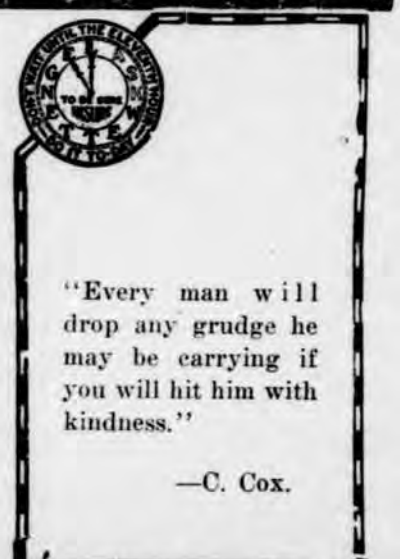 DON'T WAIT UNTIL THE ELEVENTH HOUR
DO IT TO-DAY
TO BE SURE
INSURE
"Every man will
drop any grudge he
may be carrying if
you will hit him with
kindness."
—C. Cox.